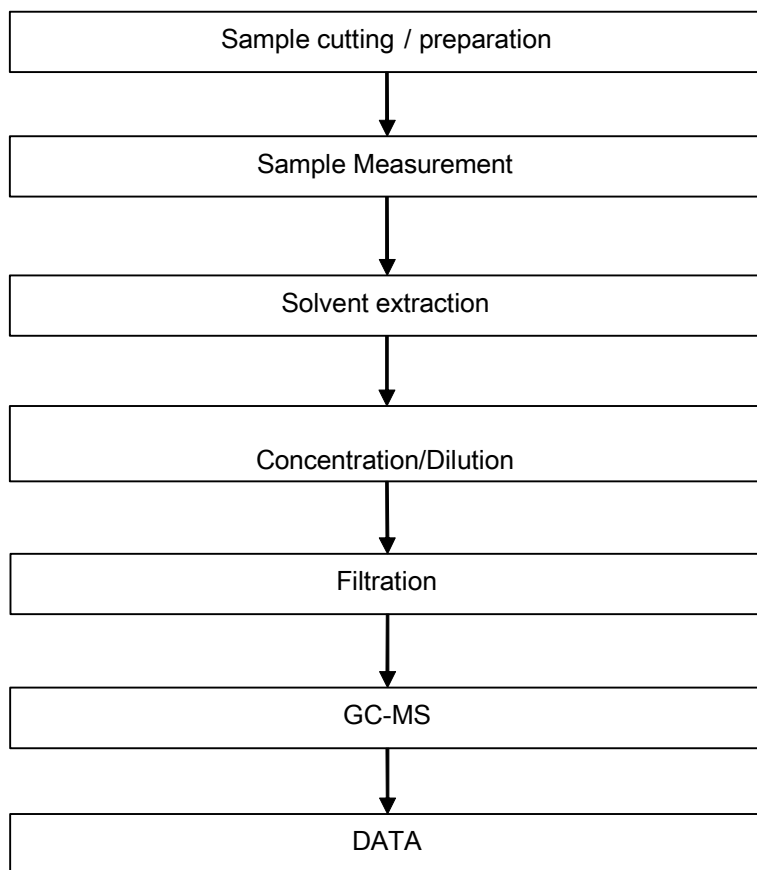 Sample cutting / preparation
Sample Measurement
Solvent extraction
Concentration/Dilution
Filtration
GC-MS
DATA